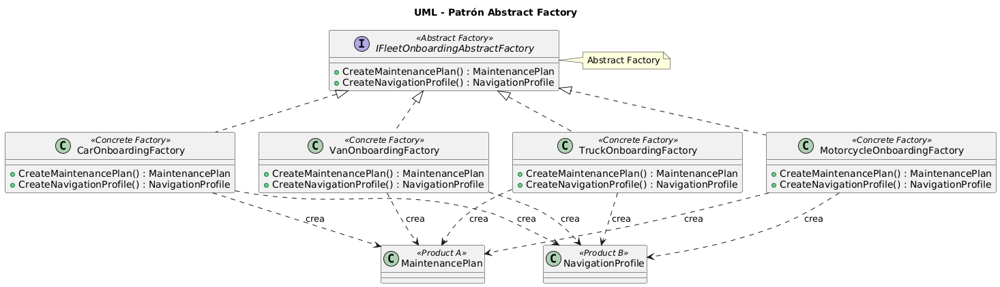 UML - Patrón Abstract Factory
«Abstract Factory»
I
IFleetOnboardingAbstractFactory
CreateMaintenancePlan() : MaintenancePlan
CreateNavigationProfile() : NavigationProfile
Abstract Factory
«Concrete Factory»
C
CarOnboardingFactory
CreateMaintenancePlan() : MaintenancePlan
CreateNavigationProfile() : NavigationProfile
«Concrete Factory»
C
VanOnboardingFactory
CreateMaintenancePlan() : MaintenancePlan
CreateNavigationProfile() : NavigationProfile
«Concrete Factory»
C
TruckOnboardingFactory
CreateMaintenancePlan() : MaintenancePlan
CreateNavigationProfile() : NavigationProfile
«Concrete Factory»
C
MotorcycleOnboardingFactory
CreateMaintenancePlan() : MaintenancePlan
CreateNavigationProfile() : NavigationProfile
crea
crea
crea
crea
crea
crea
crea
crea
«Product A»
C
MaintenancePlan
«Product B»
C
NavigationProfile